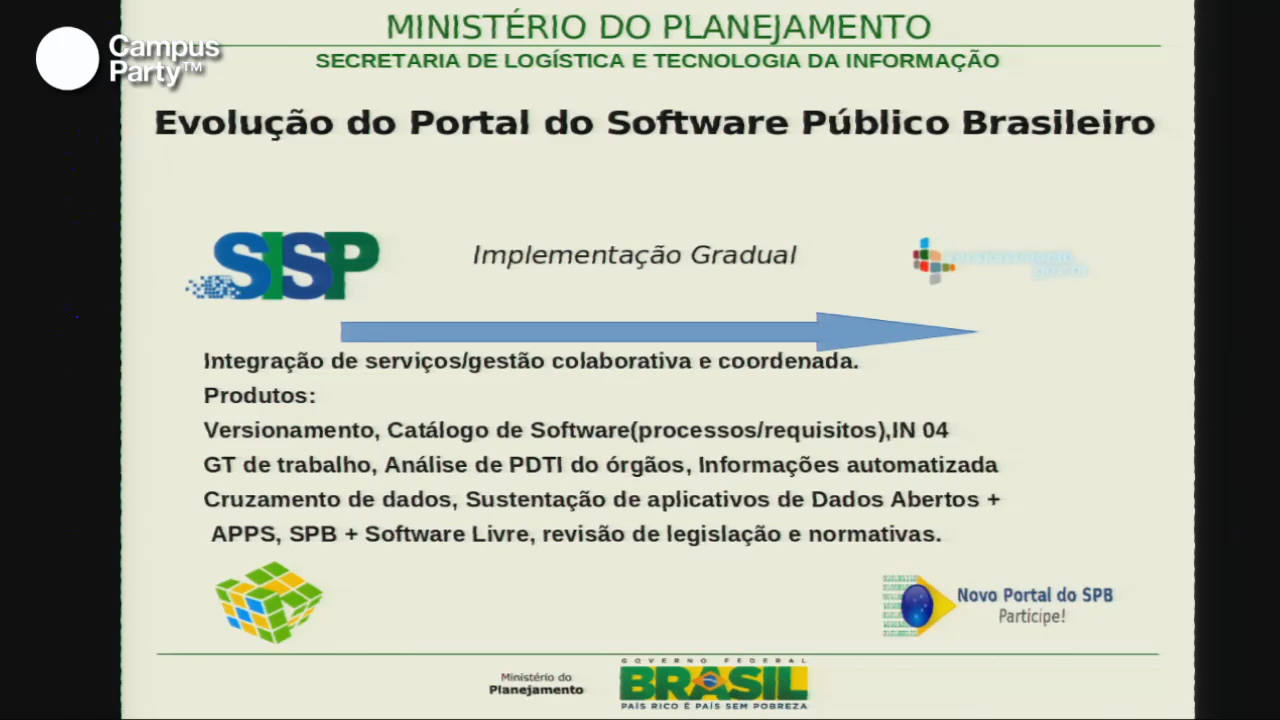 Campus
Party™
MINISTÉRIO DO PLANEJAMENTO
SECRETARIA DE LOGÍSTICA E TECNOLOGIA DA INFORMAÇÃO
Evolução do Portal do Software Público Brasileiro
SISP
Implementação Gradual
Integração de serviços/gestão colaborativa e coordenada.
Produtos:
Versionamento, Catálogo de Software(processos/requisitos),IN 04
GT de trabalho, Análise de PDTI do órgãos, Informações automatizada
Cruzamento de dados, Sustentação de aplicativos de Dados Abertos +
APPS, SPB + Software Livre, revisão de legislação e normativas.
Novo Portal do SPB
Participe!
Ministério do
Planejamento
GOVERNO FEDERAL
BRASIL
PAÍS RICO É PAÍS SEM POBREZA